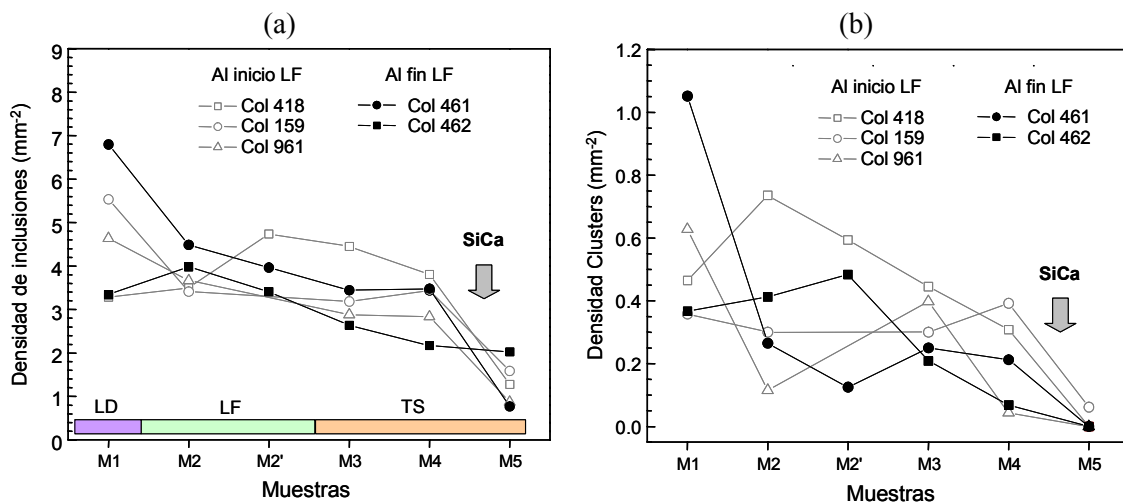 (a)
9
8
7
6
5
4
3
2
1
0
Densidad de inclusiones (mm-2)
Al inicio LF
Al fin LF
Col 418
Col 461
Col 159
Col 462
Col 961
SiCa
LD
LF
TS
M1 M2 M2' M3 M4 M5
Muestras
(b)
1.2
1.0
0.8
0.6
0.4
0.2
0.0
Densidad Clusters (mm-2)
Al inicio LF
Al fin LF
Col 418
Col 461
Col 159
Col 462
Col 961
SiCa
M1 M2 M2' M3 M4 M5
Muestras